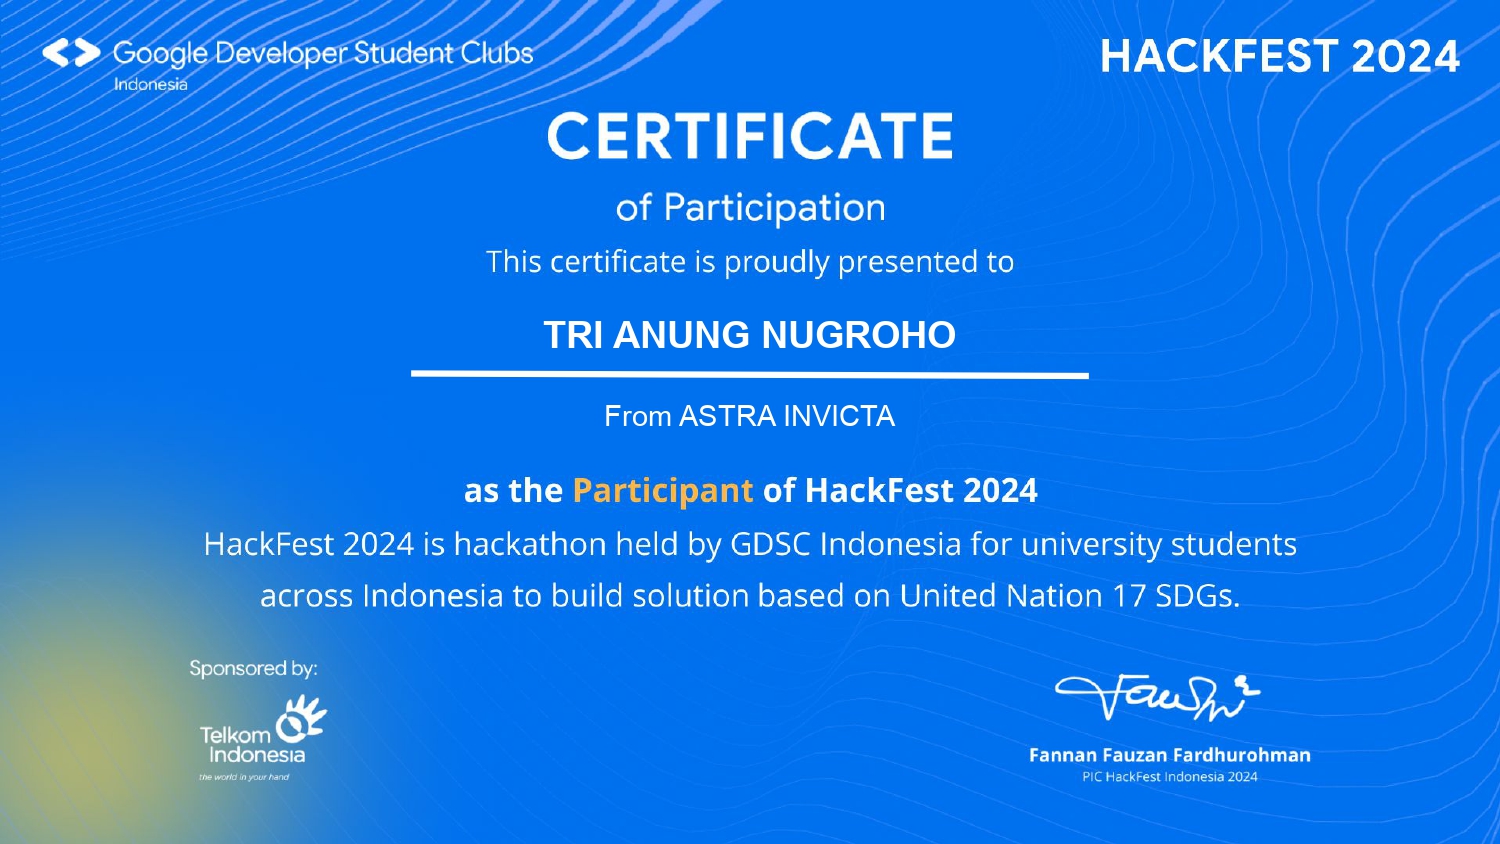 Google Developer Student Clubs
Indonesia
HACKFEST 2024
CERTIFICATE
of Participation
This certificate is proudly presented to
TRI ANUNG NUGROHO
From ASTRA INVICTA
as the Participant of HackFest 2024
HackFest 2024 is hackathon held by GDSC Indonesia for university students
across Indonesia to build solution based on United Nation 17 SDGs.
Sponsored by:
Telkom
Indonesia
the world in your hand
Fannan Fauzan Fardhurohman
PIC HackFest Indonesia 2024